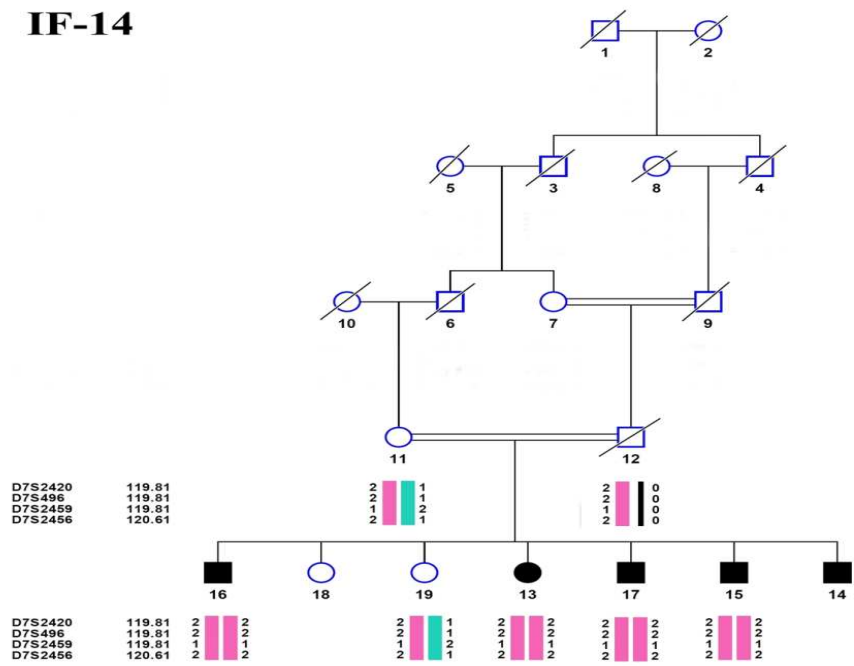 IF-14
1 2
5 3 8 4
10 6 7 9
11 12
D7S2420 119.81 2 1 2 0
D7S496 119.81 2 1 2 0
D7S2459 119.81 1 2 1 0
D7S2456 120.61 2 1 2 0
16 18 19 13 17 15 14
D7S2420 119.81 2 2 2 1 2 2 2 2 2 2
D7S496 119.81 2 2 2 1 2 2 2 2 2 2
D7S2459 119.81 1 1 1 2 1 1 1 1 1 1
D7S2456 120.61 2 2 2 1 2 2 2 2 2 2